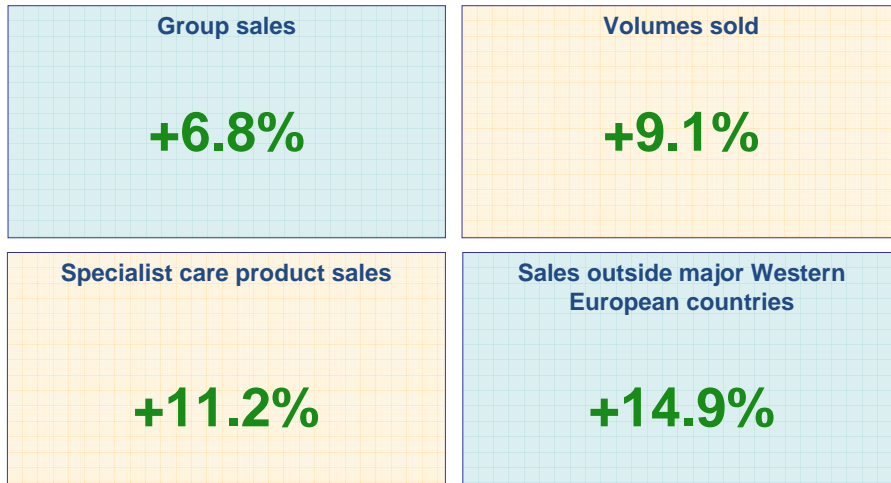 Group sales
+6.8%
Volumes sold
+9.1%
Specialist care product sales
+11.2%
Sales outside major Western
European countries
+14.9%